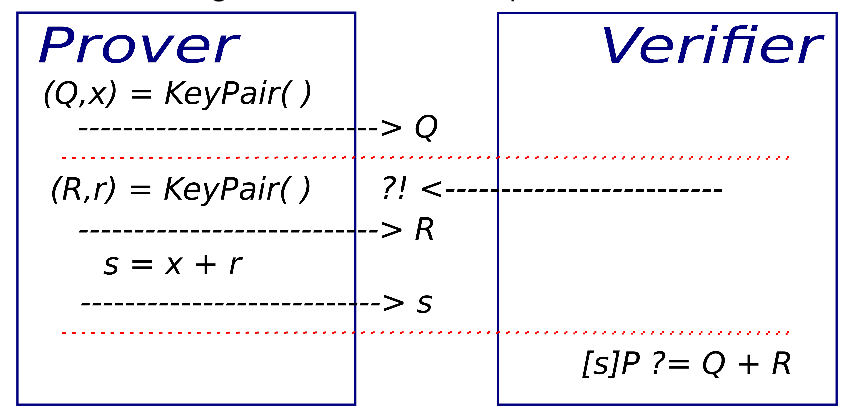 Prover
Verifier
(Q,x) = KeyPair( )
---------------------------> Q
(R,r) = KeyPair( )
?! <-------------------------
---------------------------> R
s = x + r
---------------------------> s
[s]P ?= Q + R